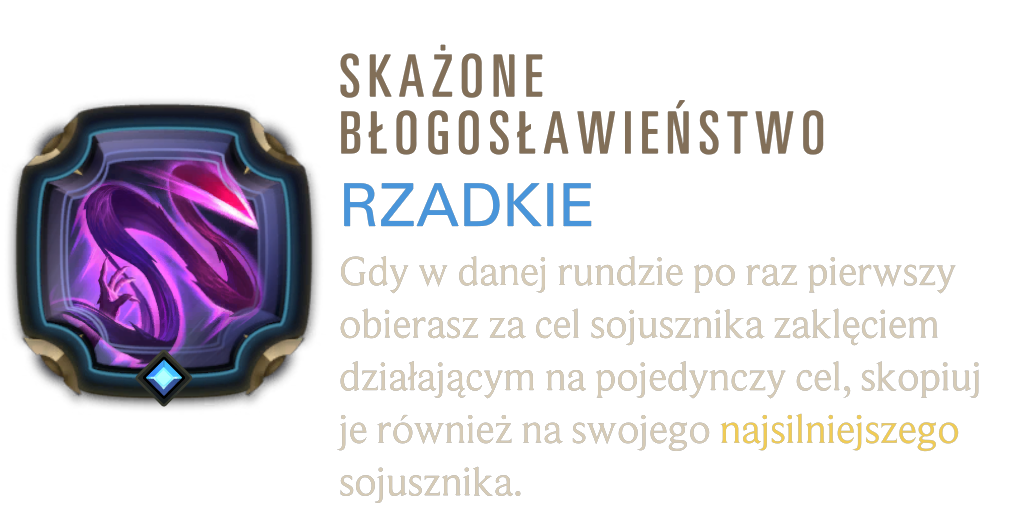 SKAŻONE
BŁOGOSŁAWIEŃSTWO
RZADKIE
Gdy w danej rundzie po raz pierwszy
obierasz za cel sojusznika zaklęciem
działającym na pojedynczy cel, skopiuj
je również na swojego najsilniejszego
sojusznika.